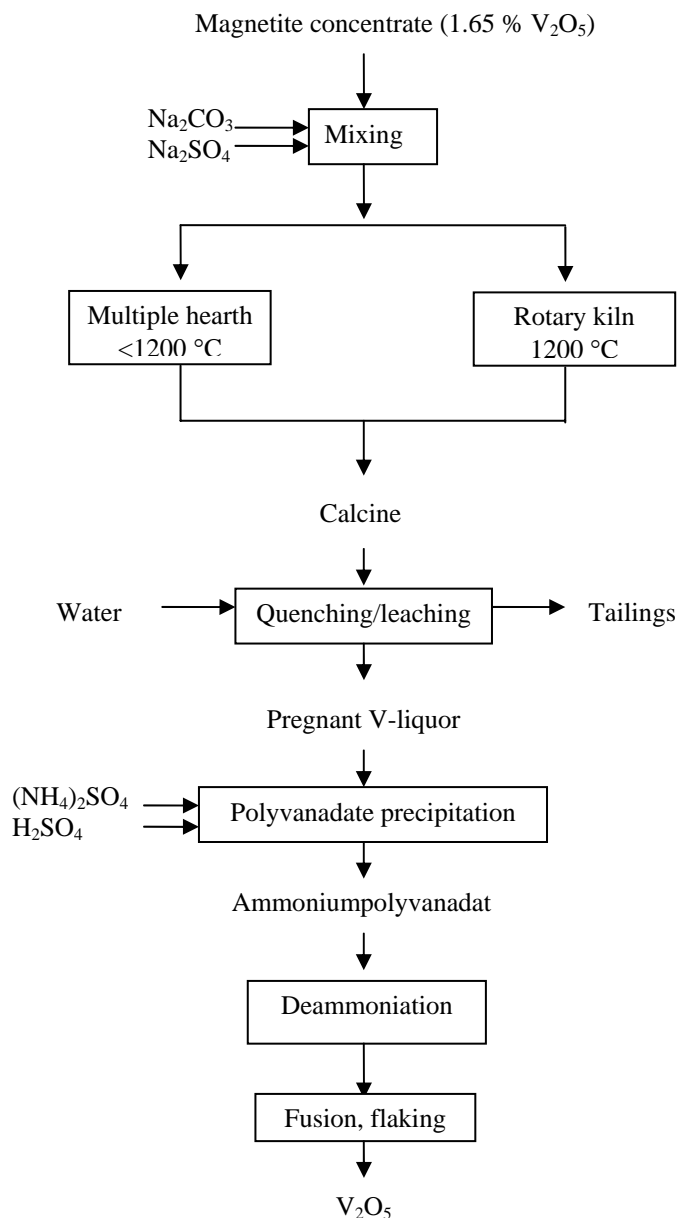 Magnetite concentrate (1.65 % V₂O₅)
Na₂CO₃
Na₂SO₄
Mixing
Multiple hearth
<1200 °C
Rotary kiln
1200 °C
Calcine
Water
Quenching/leaching
Tailings
Pregnant V-liquor
(NH₄)₂SO₄
H₂SO₄
Polyvanadate precipitation
Ammoniumpolyvanadat
Deammoniation
Fusion, flaking
V₂O₅